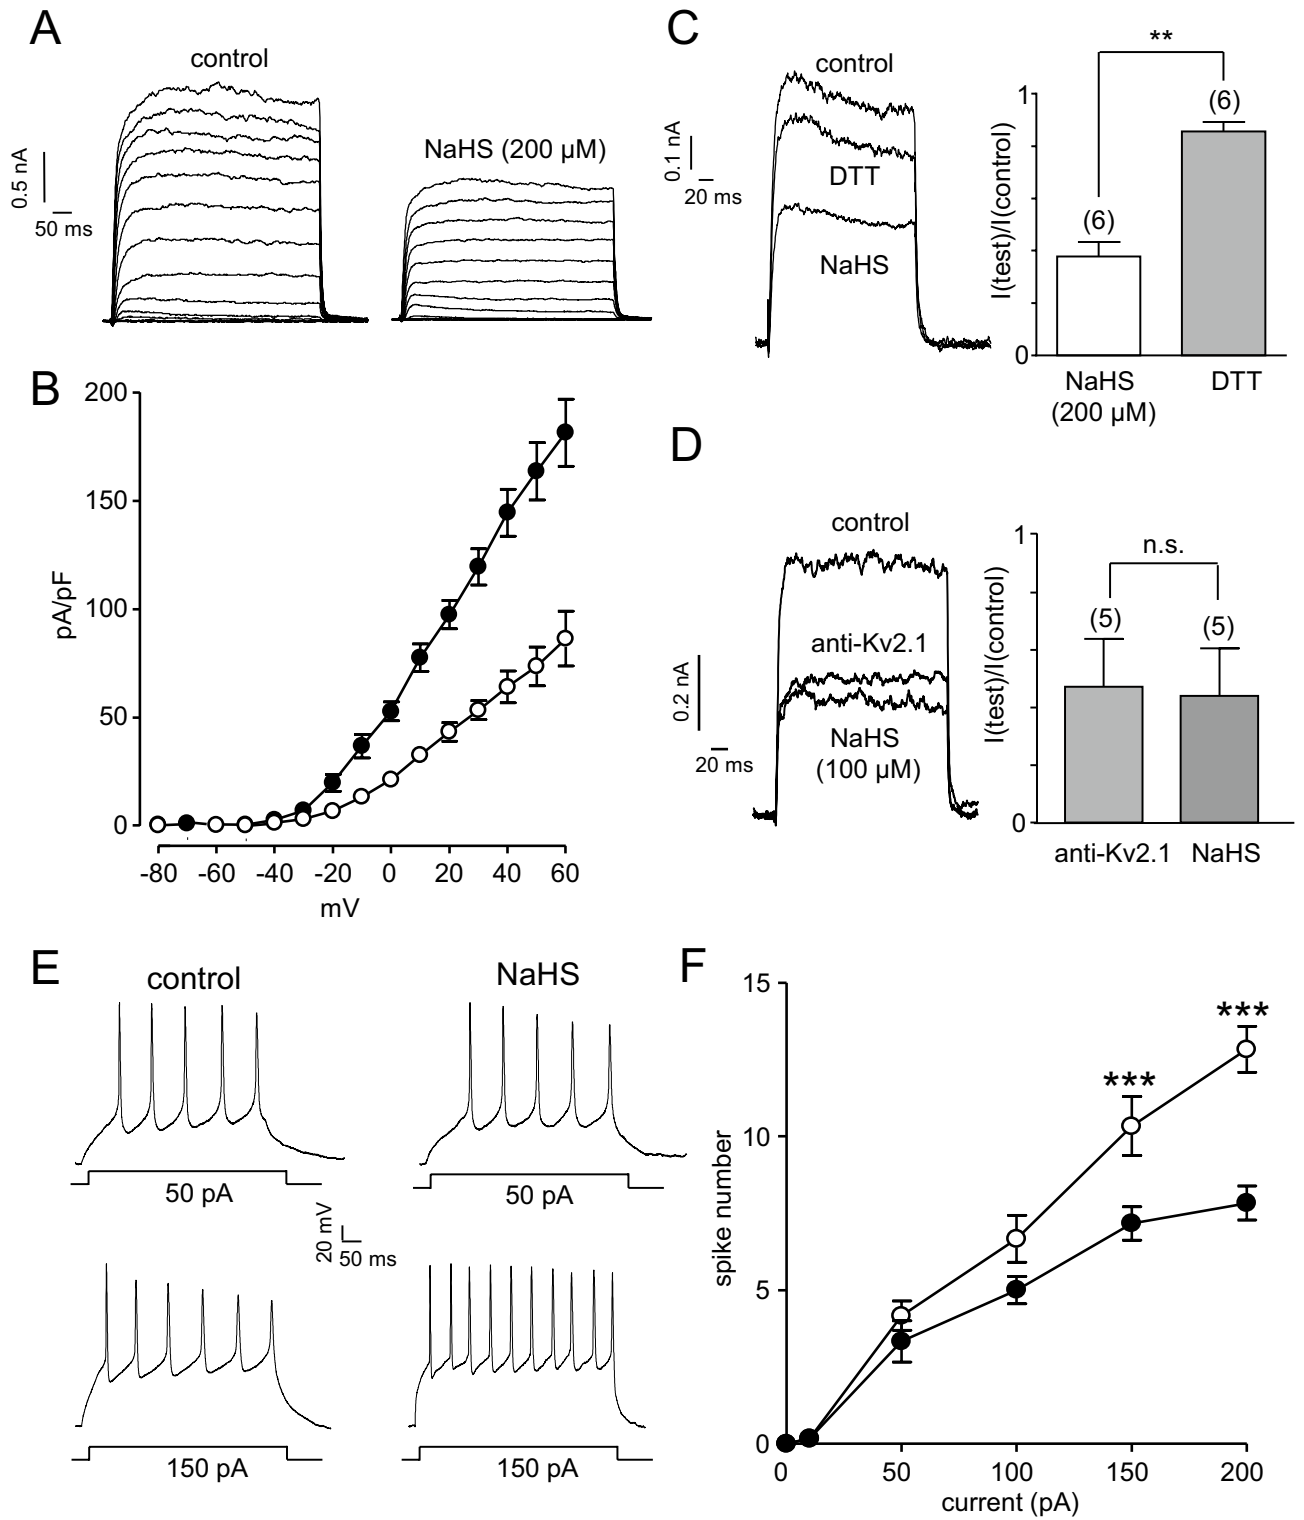 A
control
0.5 nA
50 ms
NaHS (200 µM)
B
200
150
100
50
0
pA/pF
-80 -60 -40 -20 0 20 40 60
mV
C
control
0.1 nA
20 ms
DTT
NaHS
**
1
(6)
(6)
I(test)/I(control)
0
NaHS
(200 µM)
DTT
D
control
anti-Kv2.1
0.2 nA
20 ms
NaHS
(100 µM)
n.s.
1
(5)
(5)
I(test)/I(control)
0
anti-Kv2.1 NaHS
E
control
NaHS
50 pA
50 pA
20 mV
50 ms
150 pA
150 pA
F
15
10
5
0
spike number
***
***
0 50 100 150 200
current (pA)